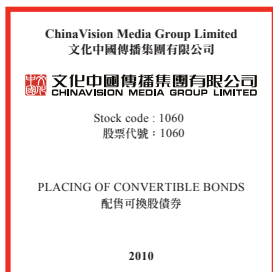 ChinaVision Media Group Limited
文化中國傳播集團有限公司
文化中國傳播集團有限公司
CHINAVISION MEDIA GROUP LIMITED
Stock code : 1060
股票代號：1060
PLACING OF CONVERTIBLE BONDS
配售可換股債券
2010